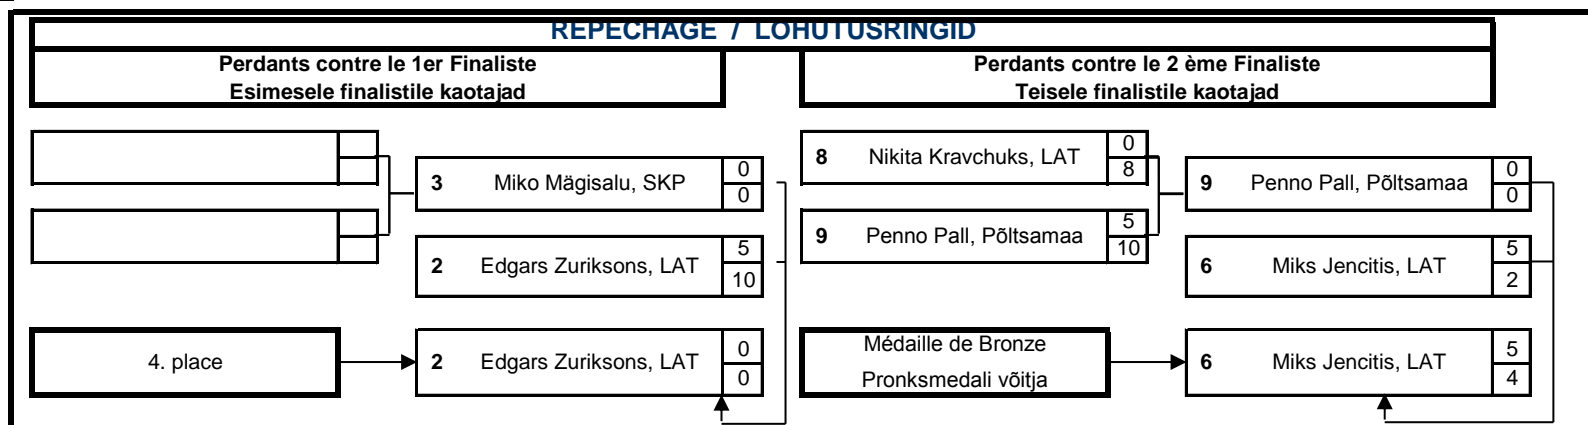 REPECHAGE / LOHUTUSRINGID
Perdants contre le 1er Finaliste
Esimesele finalistile kaotajad
Perdants contre le 2 ème Finaliste
Teisele finalistile kaotajad
3 Miko Mägisalu, SKP 0
0
2 Edgars Zuriksons, LAT 5
10
4. place
2 Edgars Zuriksons, LAT 0
0
8 Nikita Kravchuks, LAT 0
8
9 Penno Pall, Põltsamaa 5
10
9 Penno Pall, Põltsamaa 0
0
6 Miks Jencitis, LAT 5
2
Médaille de Bronze
Pronksmedali võitja
6 Miks Jencitis, LAT 5
4